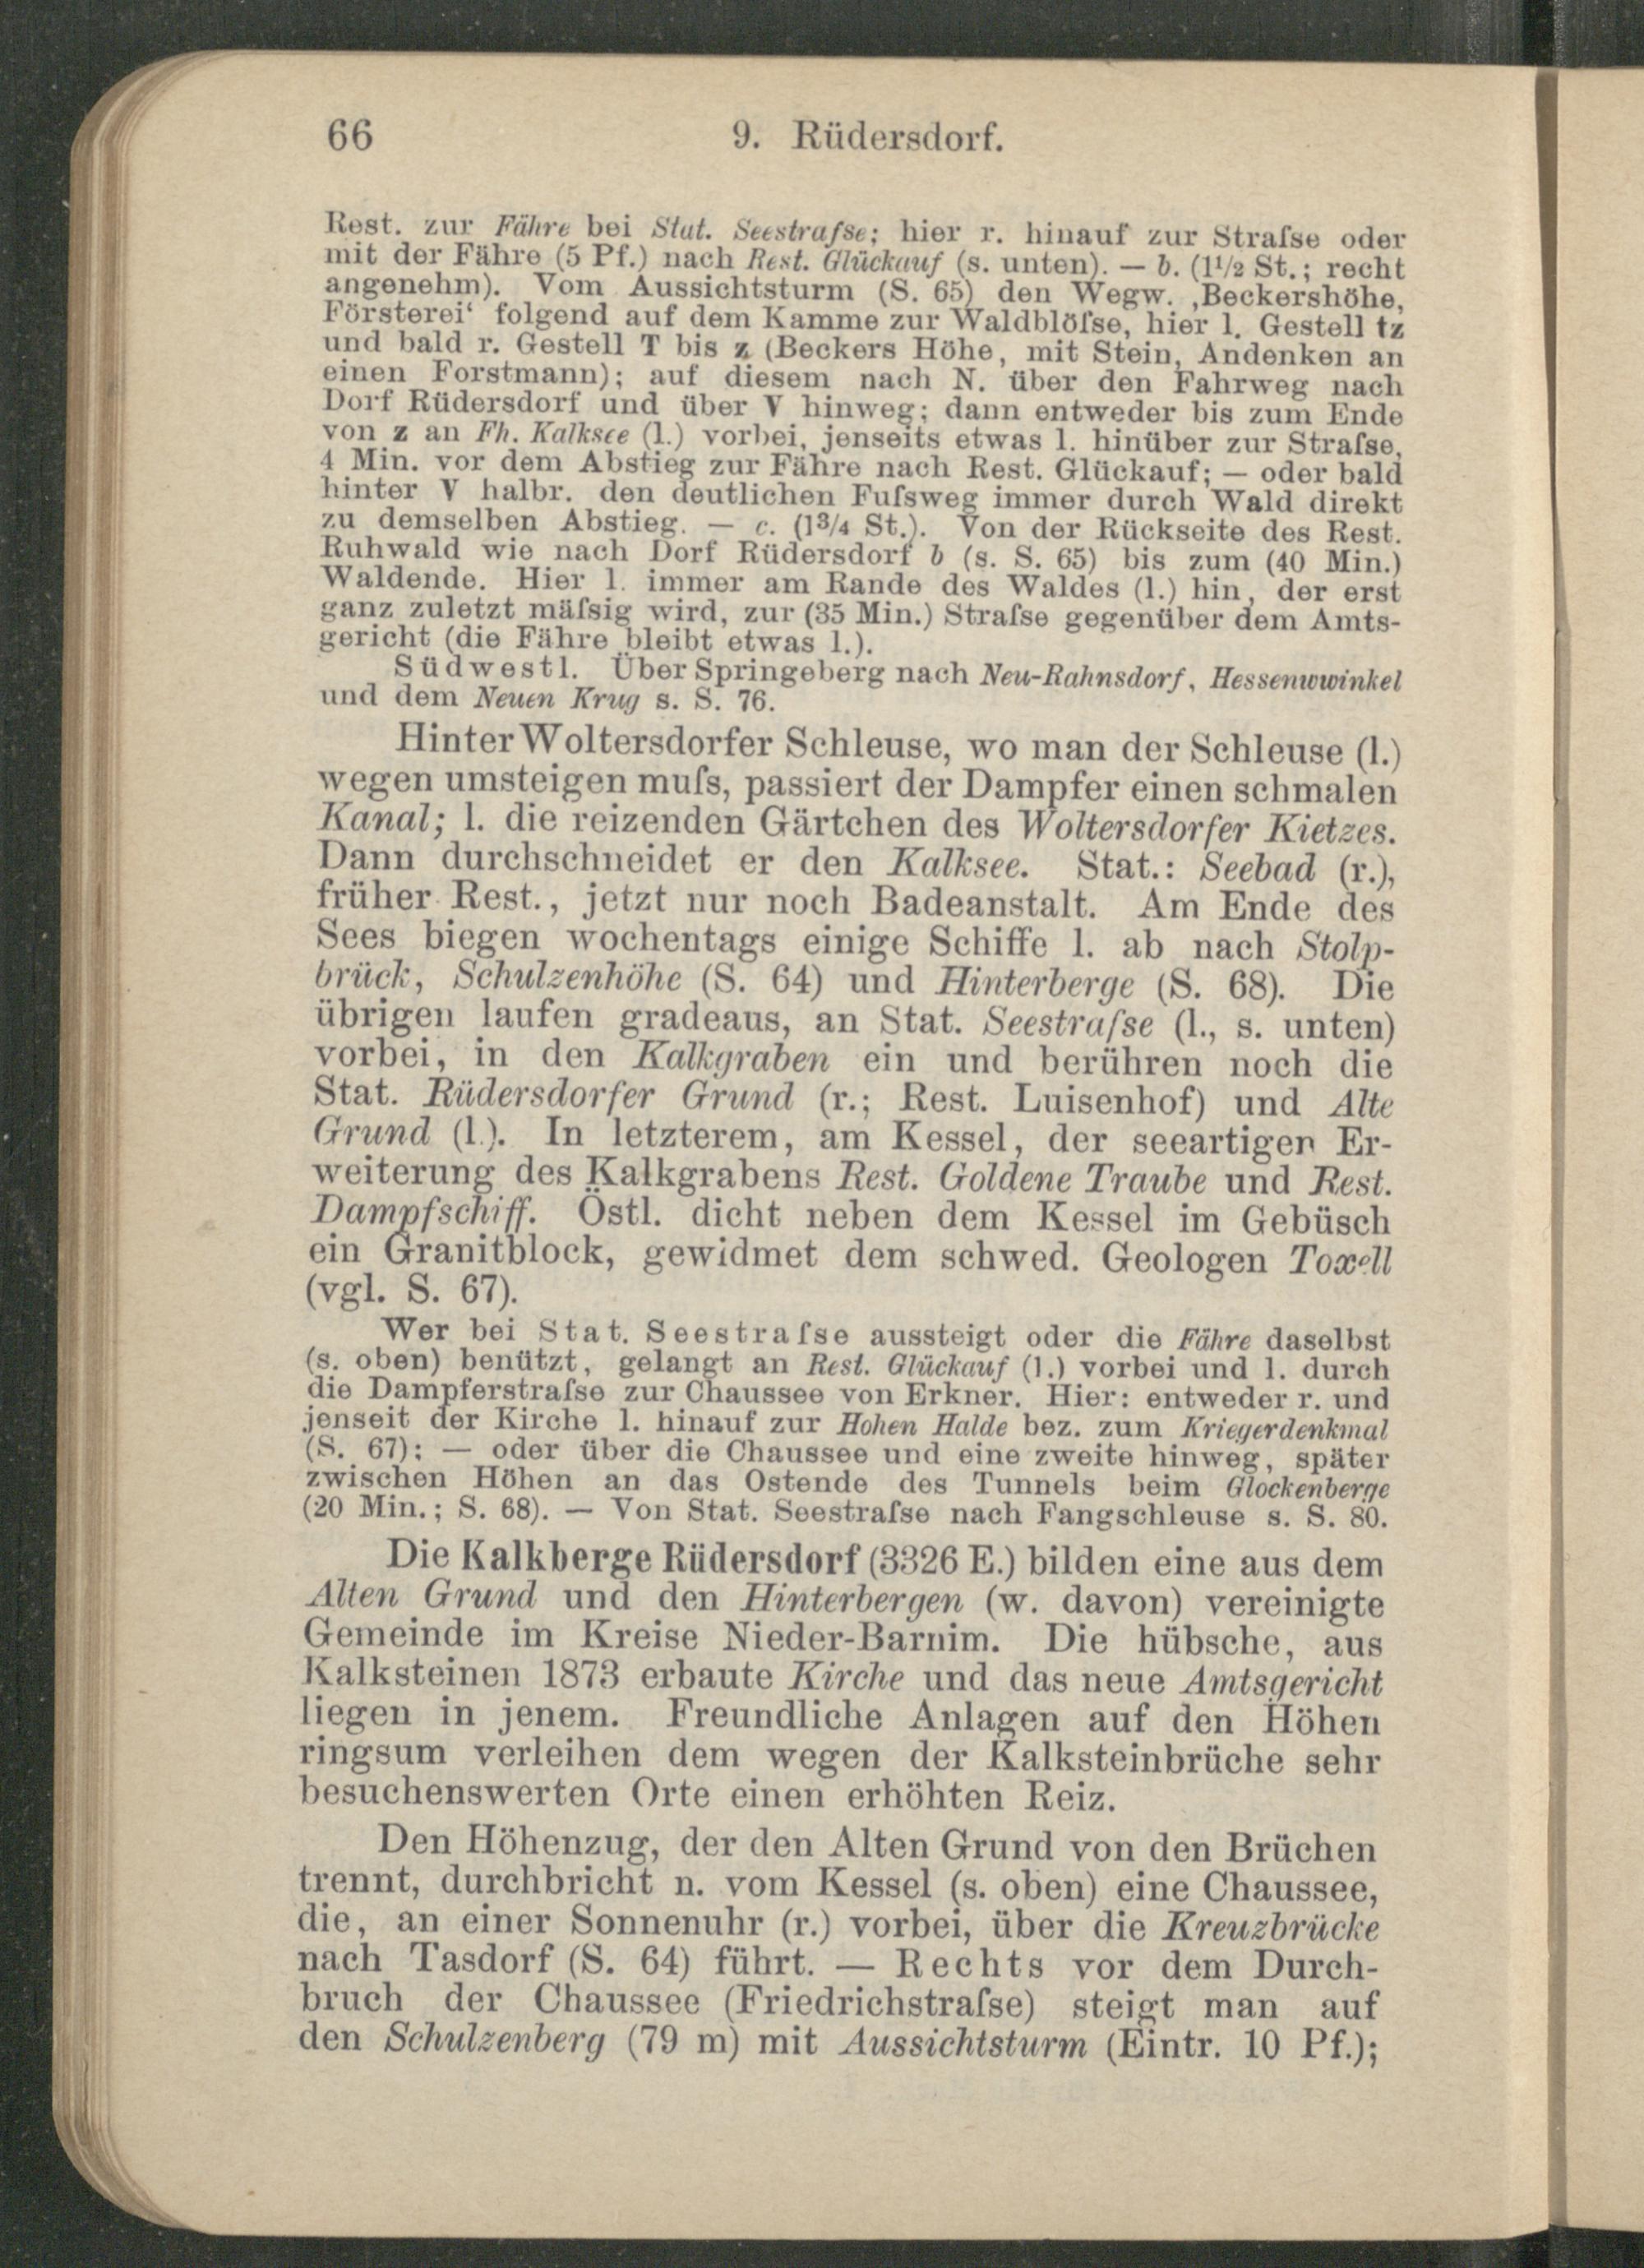 66
9. Rüdersdorf.
Rest. zur Fähre bei Stat. Seestraſse; hier r. hinauf zur Straſse oder
mit der Fähre (5 Pf.) nach Rest. Glückauf (s. unten). — b. (1½ St.; recht
angenehm). Vom Aussichtsturm (S. 65) den Wegw. ‚Beckershöhe,
Försterei‘ folgend auf dem Kamme zur Waldblöſse, hier l. Gestell tz
und bald r. Gestell T bis z (Beckers Höhe, mit Stein, Andenken an
einen Forstmann); auf diesem nach N. über den Fahrweg nach
Dorf Rüdersdorf und über V hinweg; dann entweder bis zum Ende
von z an Fh. Kalksee (l.) vorbei, jenseits etwas l. hinüber zur Straſse,
4 Min. vor dem Abstieg zur Fähre nach Rest. Glückauf; — oder bald
hinter V halbr. den deutlichen Fuſsweg immer durch Wald direkt
zu demselben Abstieg. — c. (1¾ St.). Von der Rückseite des Rest.
Ruhwald wie nach Dorf Rüdersdorf b (s. S. 65) bis zum (40 Min.)
Waldende. Hier l. immer am Rande des Waldes (l.) hin, der erst
ganz zuletzt mäſsig wird, zur (35 Min.) Straſse gegenüber dem Amts-
gericht (die Fähre bleibt etwas l.).
Südwestl. Über Springeberg nach Neu-Rahnsdorf, Hessenwwinkel
und dem Neuen Krug s. S. 76.
Hinter Woltersdorfer Schleuse, wo man der Schleuse (l.)
wegen umsteigen muſs, passiert der Dampfer einen schmalen
Kanal; l. die reizenden Gärtchen des Woltersdorfer Kietzes.
Dann durchschneidet er den Kalksee. Stat.: Seebad (r.),
früher Rest., jetzt nur noch Badeanstalt. Am Ende des
Sees biegen wochentags einige Schiffe l. ab nach Stolp-
brück, Schulzenhöhe (S. 64) und Hinterberge (S. 68). Die
übrigen laufen gradeaus, an Stat. Seestraſse (l., s. unten)
vorbei, in den Kalkgraben ein und berühren noch die
Stat. Rüdersdorfer Grund (r.; Rest. Luisenhof) und Alte
Grund (l.). In letzterem, am Kessel, der seeartigen Er-
weiterung des Kalkgrabens Rest. Goldene Traube und Rest.
Dampfschiff. Östl. dicht neben dem Kessel im Gebüsch
ein Granitblock, gewidmet dem schwed. Geologen Toxell
(vgl. S. 67).
Wer bei Stat. Seestraſse aussteigt oder die Fähre daselbst
(s. oben) benützt, gelangt an Rest. Glückauf (l.) vorbei und l. durch
die Dampferstraſse zur Chaussee von Erkner. Hier: entweder r. und
jenseit der Kirche l. hinauf zur Hohen Halde bez. zum Kriegerdenkmal
(S. 67); — oder über die Chaussee und eine zweite hinweg, später
zwischen Höhen an das Ostende des Tunnels beim Glockenberge
(20 Min.; S. 68). — Von Stat. Seestraſse nach Fangschleuse s. S. 80.
Die Kalkberge Rüdersdorf (3326 E.) bilden eine aus dem
Alten Grund und den Hinterbergen (w. davon) vereinigte
Gemeinde im Kreise Nieder-Barnim. Die hübsche, aus
Kalksteinen 1873 erbaute Kirche und das neue Amtsgericht
liegen in jenem. Freundliche Anlagen auf den Höhen
ringsum verleihen dem wegen der Kalksteinbrüche sehr
besuchenswerten Orte einen erhöhten Reiz.
Den Höhenzug, der den Alten Grund von den Brüchen
trennt, durchbricht n. vom Kessel (s. oben) eine Chaussee,
die, an einer Sonnenuhr (r.) vorbei, über die Kreuzbrücke
nach Tasdorf (S. 64) führt. — Rechts vor dem Durch-
bruch der Chaussee (Friedrichstraſse) steigt man auf
den Schulzenberg (79 m) mit Aussichtsturm (Eintr. 10 Pf.);